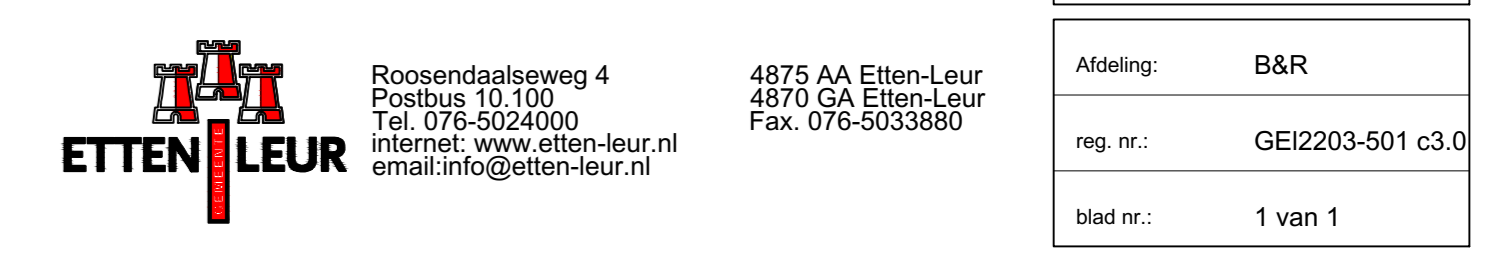 ETTEN LEUR
GEMEENTE
Roosendaalseweg 4
Postbus 10.100
Tel. 076-5024000
internet: www.etten-leur.nl
email:info@etten-leur.nl
4875 AA Etten-Leur
4870 GA Etten-Leur
Fax. 076-5033880
Afdeling: B&R
reg. nr.: GEI2203-501 c3.0
blad nr.: 1 van 1